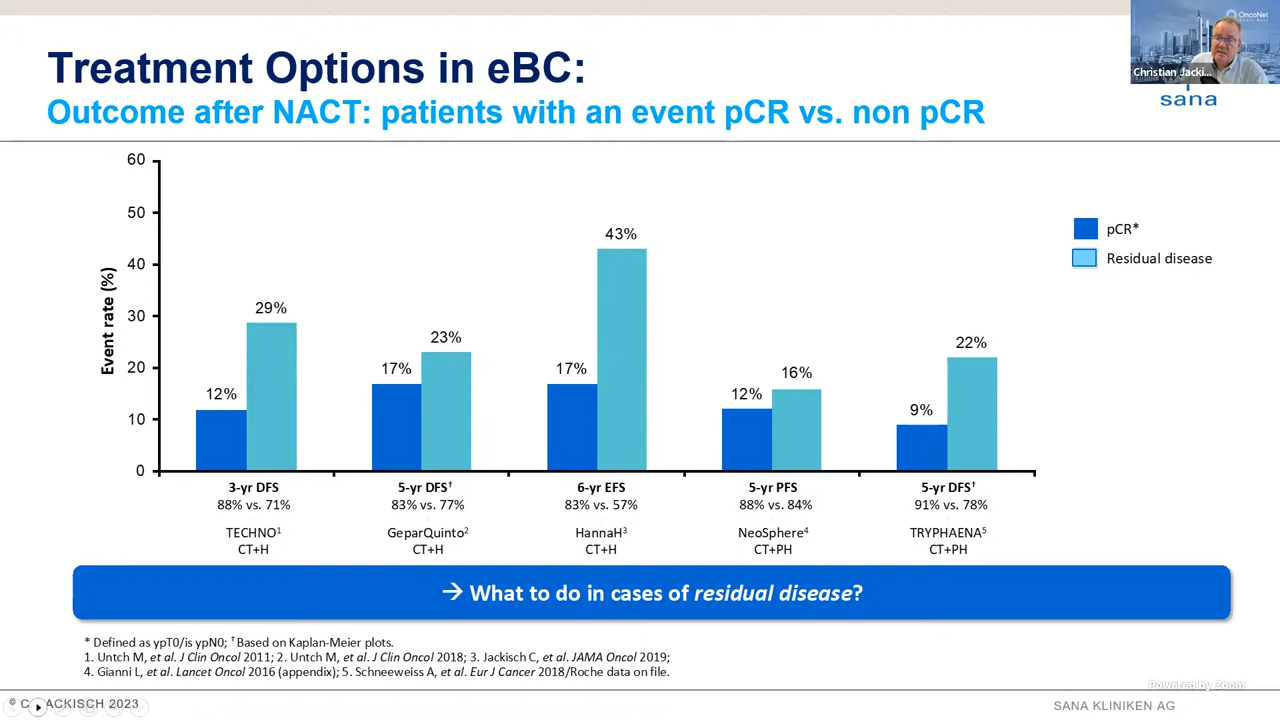 OncoNet
Christian Jacki...
sana
Treatment Options in eBC:
Outcome after NACT: patients with an event pCR vs. non pCR
Event rate (%)
60
50
40
30
20
10
0
12%
29%
17%
23%
17%
43%
12%
16%
9%
22%
pCR*
Residual disease
3-yr DFS
88% vs. 71%
TECHNO¹
CT+H
5-yr DFS†
83% vs. 77%
GeparQuinto²
CT+H
6-yr EFS
83% vs. 57%
HannaH³
CT+H
5-yr PFS
88% vs. 84%
NeoSphere⁴
CT+PH
5-yr DFS†
91% vs. 78%
TRYPHAENA⁵
CT+PH
→ What to do in cases of residual disease?
* Defined as ypT0/is ypN0; †Based on Kaplan-Meier plots.
1. Untch M, et al. J Clin Oncol 2011; 2. Untch M, et al. J Clin Oncol 2018; 3. Jackisch C, et al. JAMA Oncol 2019;
4. Gianni L, et al. Lancet Oncol 2016 (appendix); 5. Schneeweiss A, et al. Eur J Cancer 2018/Roche data on file.
Powered by Zoom
© C JACKISCH 2023
SANA KLINIKEN AG